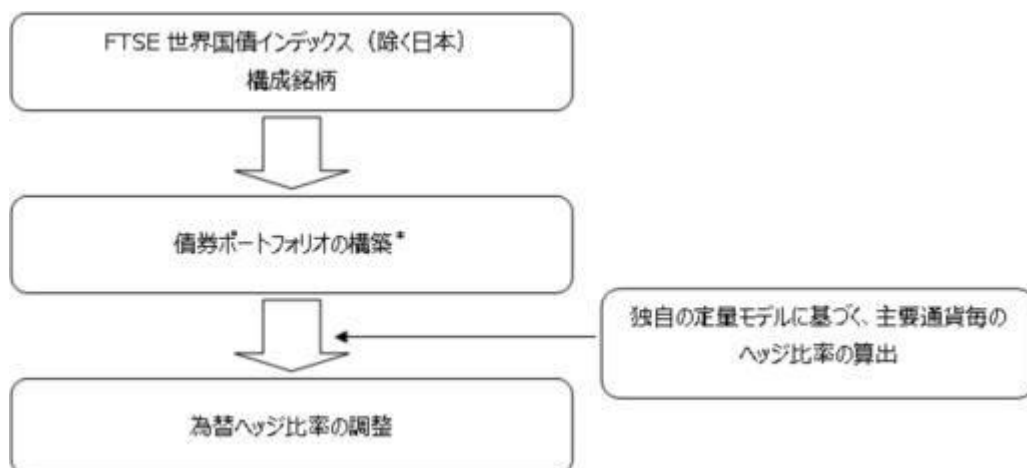 FTSE 世界国債インデックス（除く日本）
構成銘柄
債券ポートフォリオの構築*
独自の定量モデルに基づく、主要通貨毎の
ヘッジ比率の算出
為替ヘッジ比率の調整